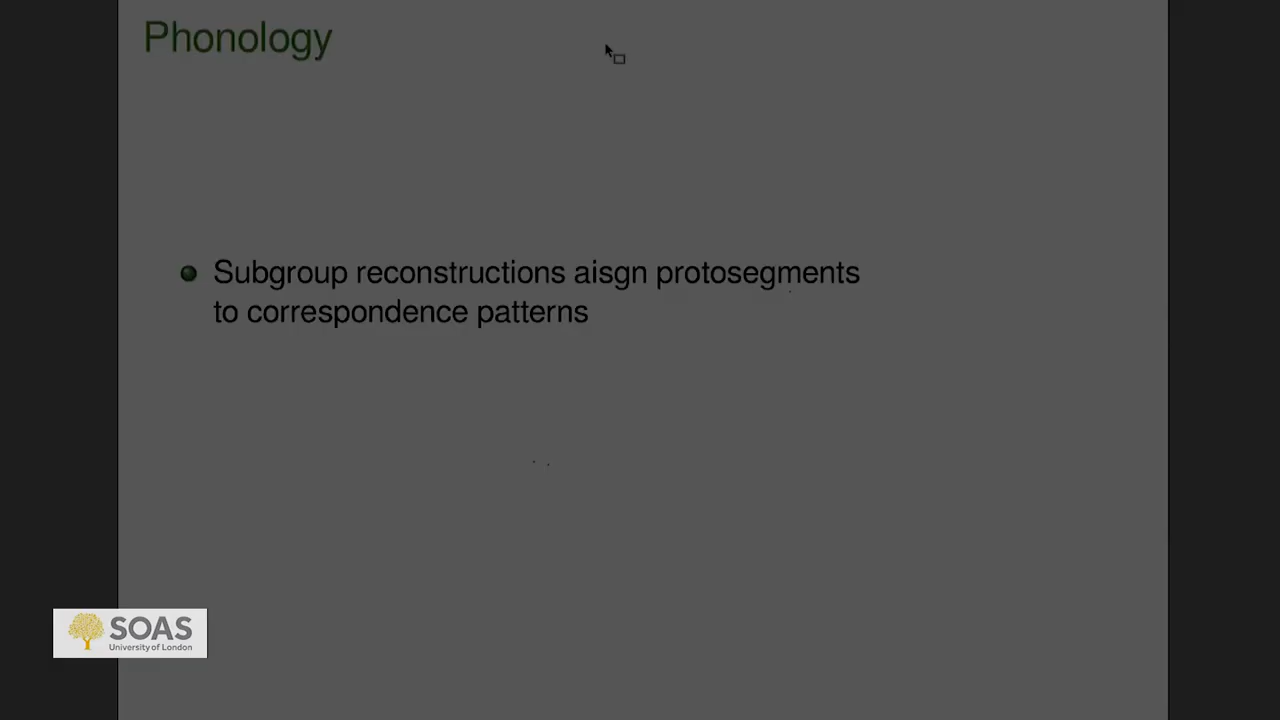 Phonology
Subgroup reconstructions aisgn protosegments
to correspondence patterns
SOAS
University of London